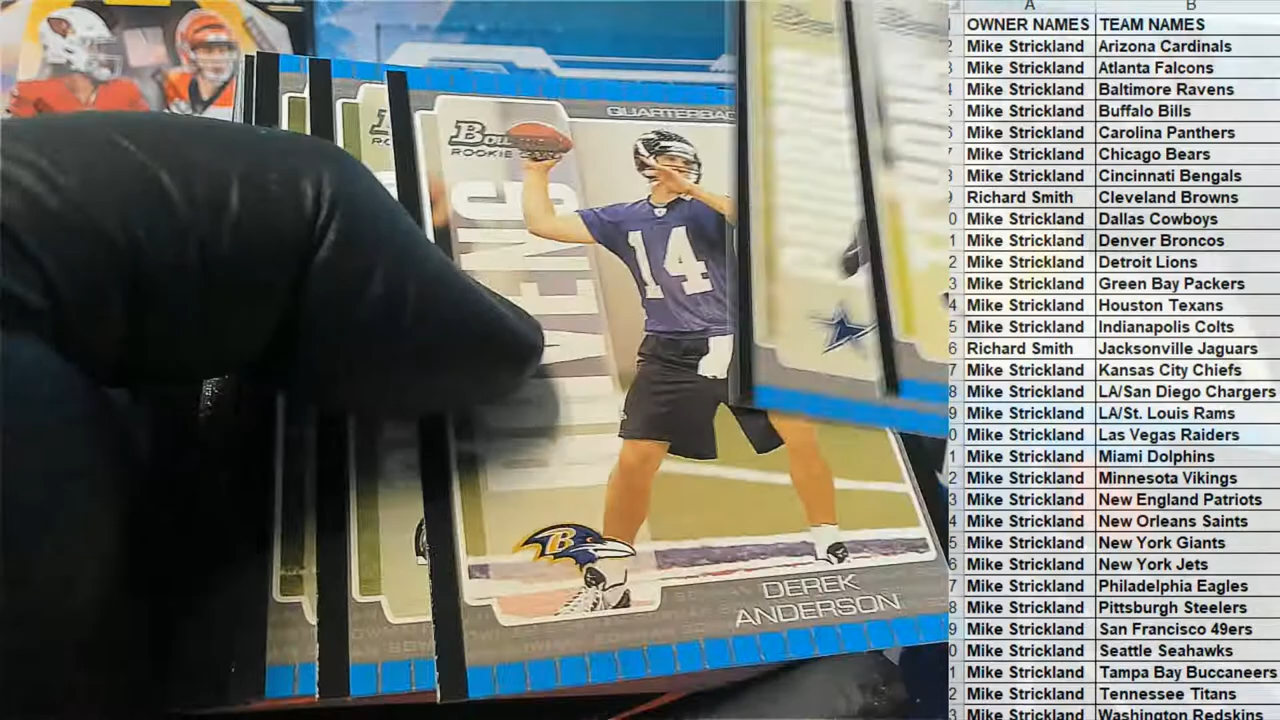 QUARTERBAC
Bow
ROOKIE CARD
RO
14
DEREK
ANDERSON
A B
OWNER NAMES TEAM NAMES
Mike Strickland Arizona Cardinals
Mike Strickland Atlanta Falcons
Mike Strickland Baltimore Ravens
Mike Strickland Buffalo Bills
Mike Strickland Carolina Panthers
Mike Strickland Chicago Bears
Mike Strickland Cincinnati Bengals
Richard Smith Cleveland Browns
Mike Strickland Dallas Cowboys
Mike Strickland Denver Broncos
Mike Strickland Detroit Lions
Mike Strickland Green Bay Packers
Mike Strickland Houston Texans
Mike Strickland Indianapolis Colts
Richard Smith Jacksonville Jaguars
Mike Strickland Kansas City Chiefs
Mike Strickland LA/San Diego Chargers
Mike Strickland LA/St. Louis Rams
Mike Strickland Las Vegas Raiders
Mike Strickland Miami Dolphins
Mike Strickland Minnesota Vikings
Mike Strickland New England Patriots
Mike Strickland New Orleans Saints
Mike Strickland New York Giants
Mike Strickland New York Jets
Mike Strickland Philadelphia Eagles
Mike Strickland Pittsburgh Steelers
Mike Strickland San Francisco 49ers
Mike Strickland Seattle Seahawks
Mike Strickland Tampa Bay Buccaneers
Mike Strickland Tennessee Titans
Mike Strickland Washington Redskins